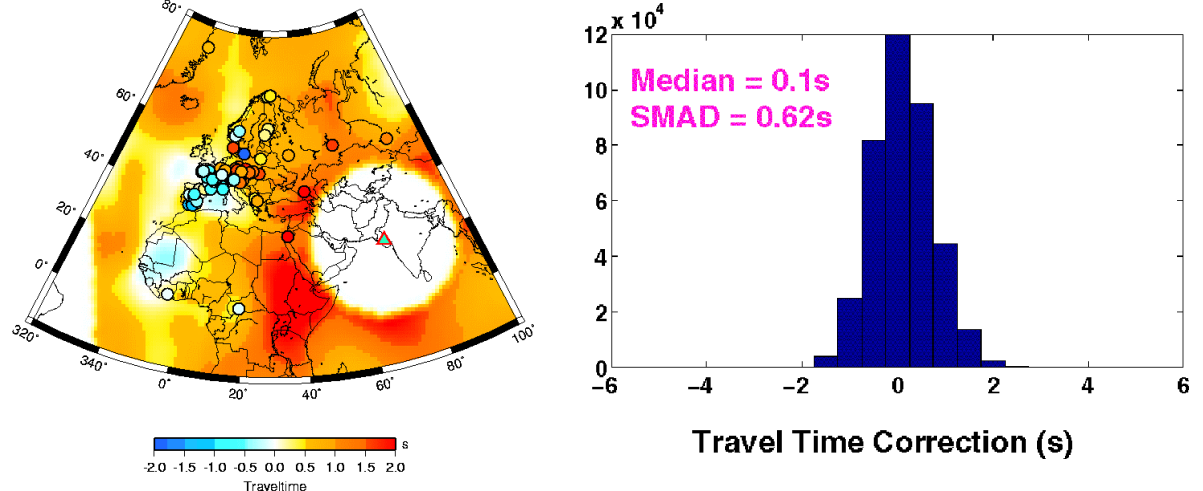 80°
60°
40°
20°
0°
320°
340°
0°
20°
40°
60°
80°
100°
s
-2.0 -1.5 -1.0 -0.5 0.0 0.5 1.0 1.5 2.0
Traveltime
x 10⁴
12
10
8
6
4
2
0
Median = 0.1s
SMAD = 0.62s
−6 −4 −2 0 2 4 6
Travel Time Correction (s)